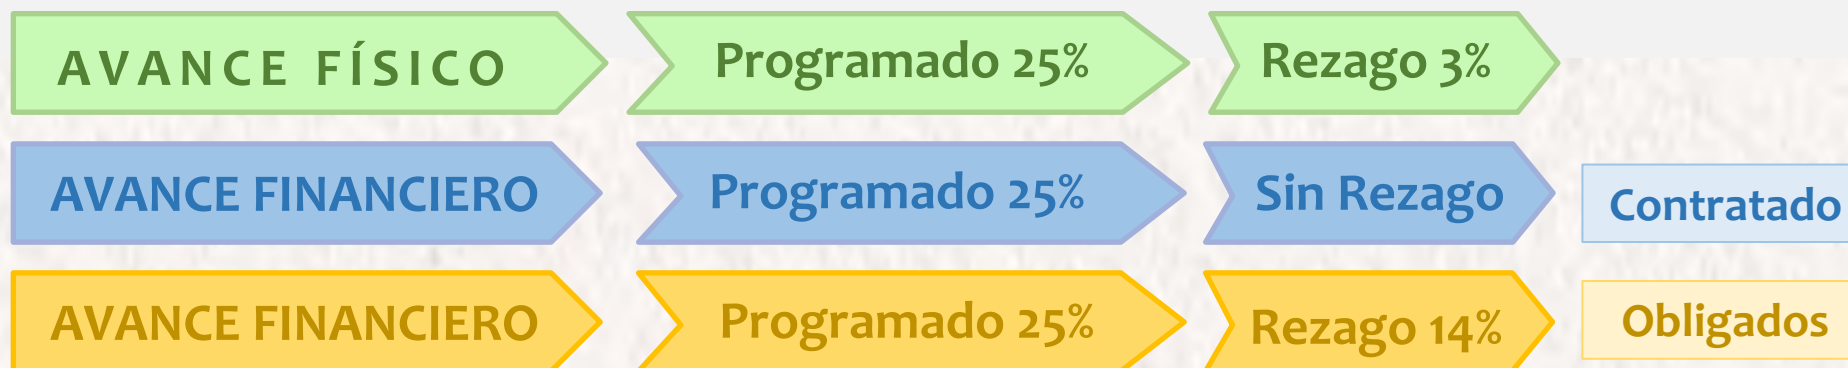 AVANCE FÍSICO Programado 25% Rezago 3%
AVANCE FINANCIERO Programado 25% Sin Rezago Contratado
AVANCE FINANCIERO Programado 25% Rezago 14% Obligados